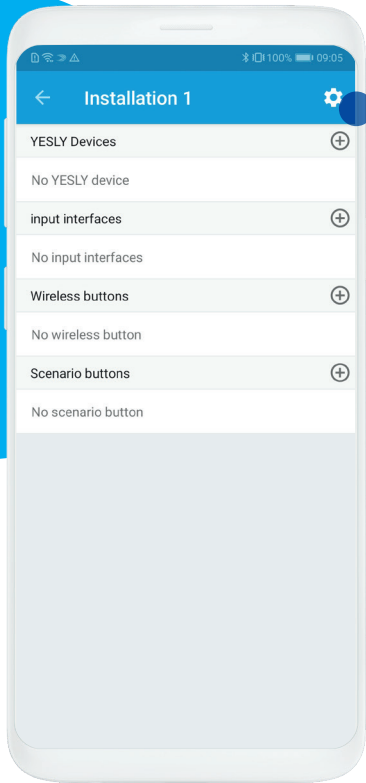 100% 09:05
Installation 1
YESLY Devices
No YESLY device
input interfaces
No input interfaces
Wireless buttons
No wireless button
Scenario buttons
No scenario button